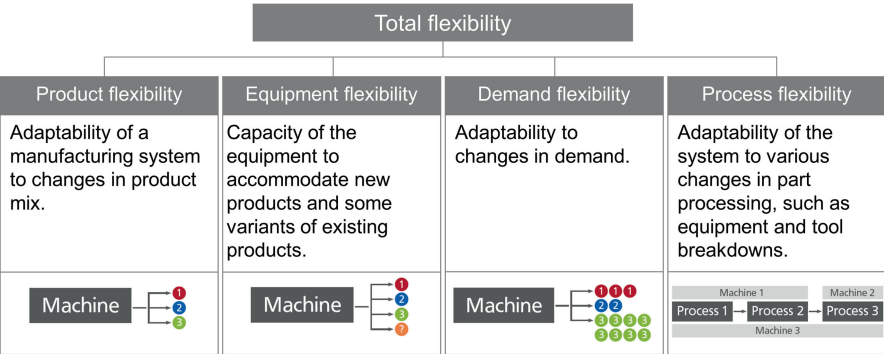 Total flexibility
Product flexibility
Adaptability of a
manufacturing system
to changes in product
mix.
Machine
1
2
3
Equipment flexibility
Capacity of the
equipment to
accommodate new
products and some
variants of existing
products.
Machine
1
2
3
?
Demand flexibility
Adaptability to
changes in demand.
Machine
1 1 1
2 2
3 3 3 3
3 3 3 3
Process flexibility
Adaptability of the
system to various
changes in part
processing, such as
equipment and tool
breakdowns.
Machine 1 Machine 2
Process 1 Process 2 Process 3
Machine 3